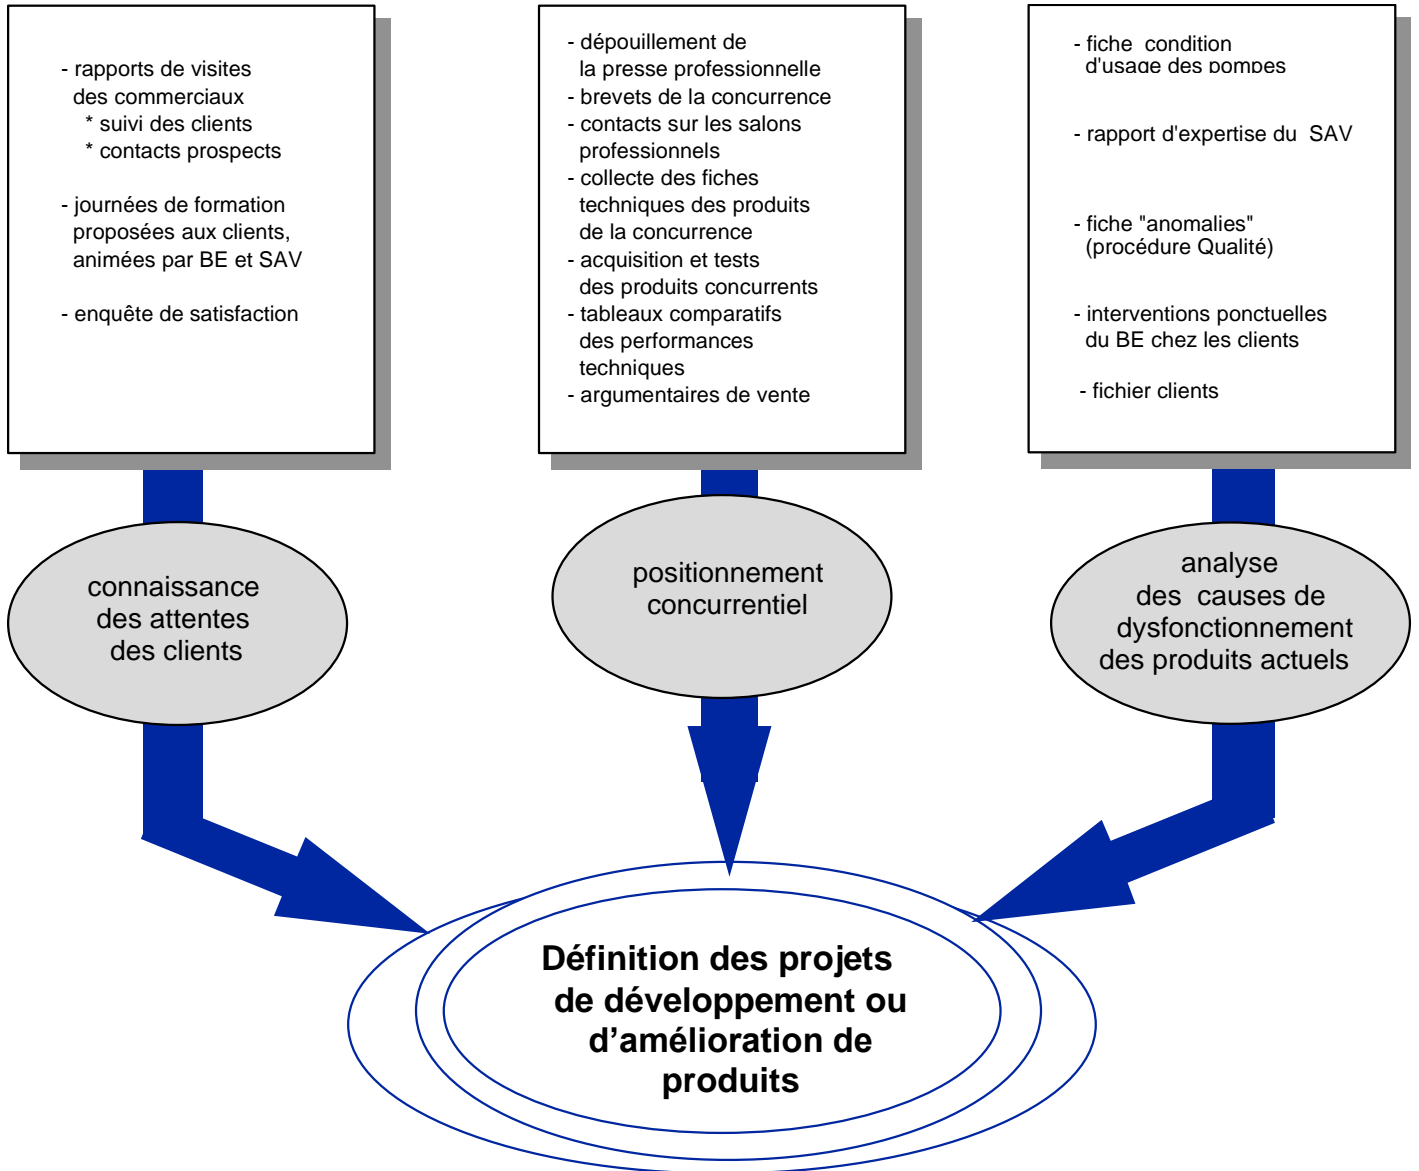 - rapports de visites
des commerciaux
* suivi des clients
* contacts prospects
- journées de formation
proposées aux clients,
animées par BE et SAV
- enquête de satisfaction
- dépouillement de
la presse professionnelle
- brevets de la concurrence
- contacts sur les salons
professionnels
- collecte des fiches
techniques des produits
de la concurrence
- acquisition et tests
des produits concurrents
- tableaux comparatifs
des performances
techniques
- argumentaires de vente
- fiche condition
d'usage des pompes
- rapport d'expertise du SAV
- fiche "anomalies"
(procédure Qualité)
- interventions ponctuelles
du BE chez les clients
- fichier clients
connaissance
des attentes
des clients
positionnement
concurrentiel
analyse
des causes de
dysfonctionnement
des produits actuels
Définition des projets
de développement ou
d’amélioration de
produits